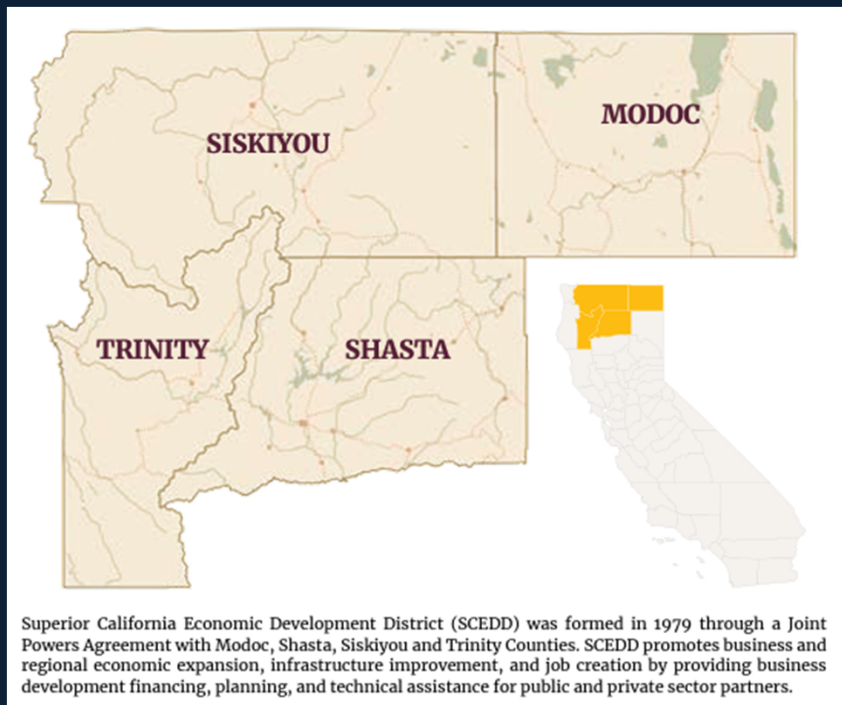 SISKIYOU
MODOC
TRINITY
SHASTA
Superior California Economic Development District (SCEDD) was formed in 1979 through a Joint
Powers Agreement with Modoc, Shasta, Siskiyou and Trinity Counties. SCEDD promotes business and
regional economic expansion, infrastructure improvement, and job creation by providing business
development financing, planning, and technical assistance for public and private sector partners.